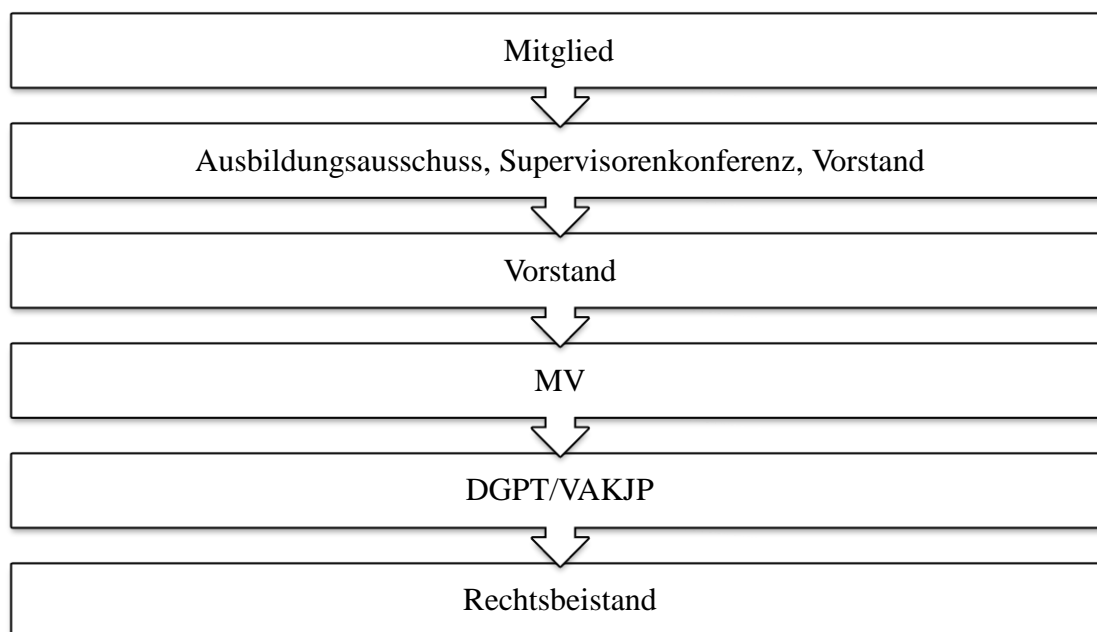 Mitglied
Ausbildungsausschuss, Supervisorenkonferenz, Vorstand
Vorstand
MV
DGPT/VAKJP
Rechtsbeistand